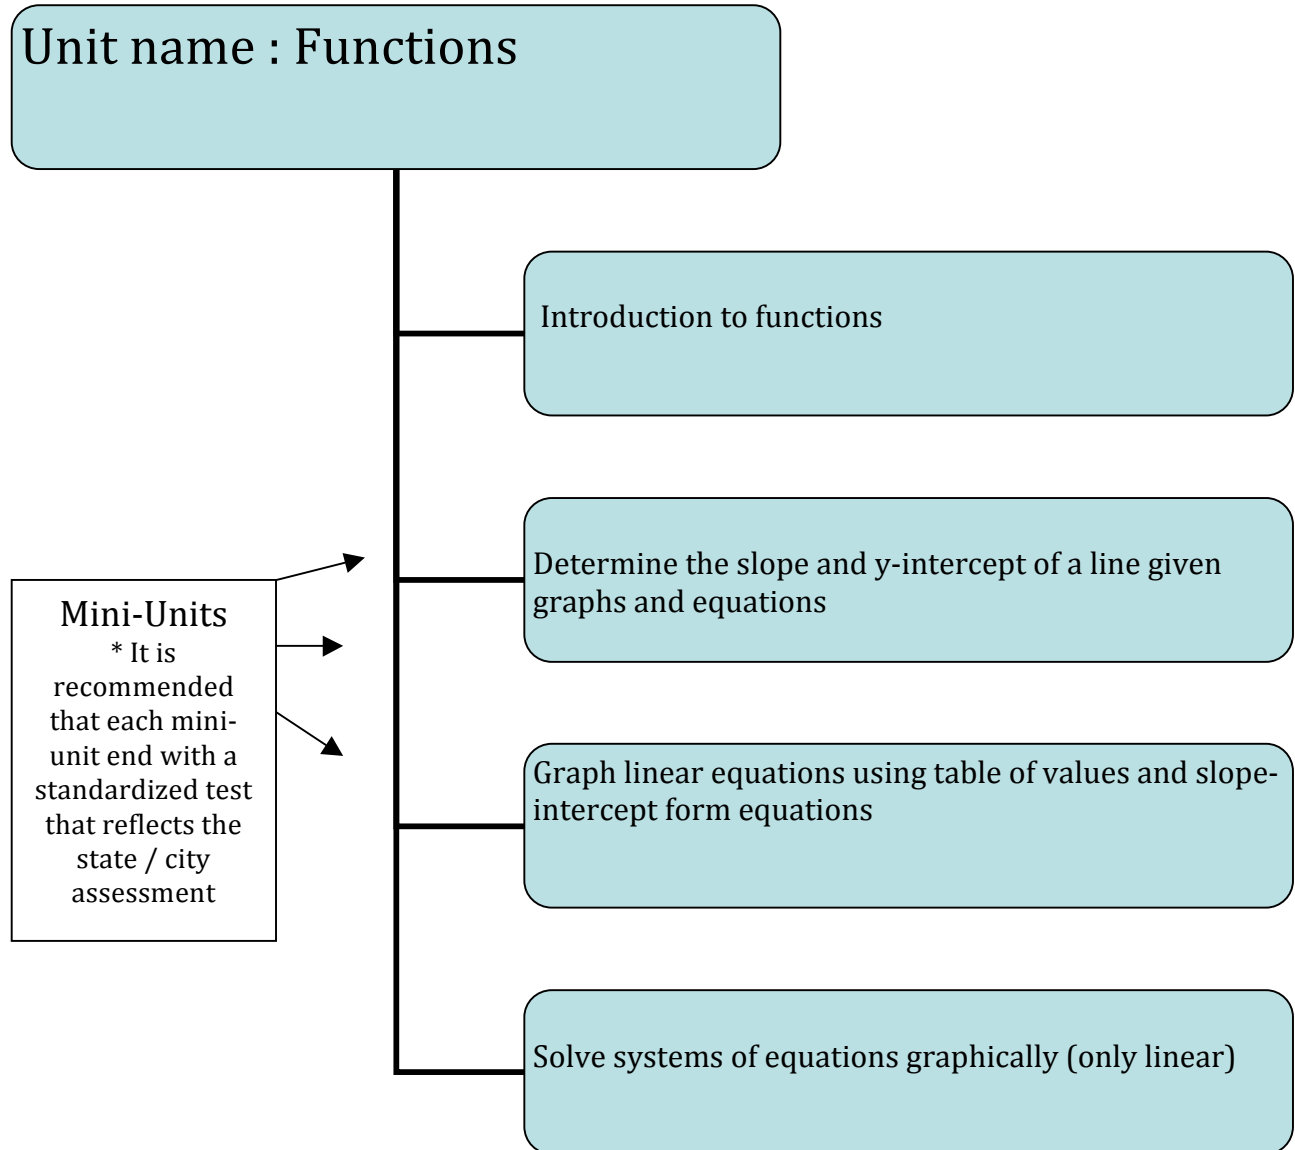 Unit name : Functions
Introduction to functions
Determine the slope and y-intercept of a line given
graphs and equations
Mini-Units
* It is
recommended
that each mini-
unit end with a
standardized test
that reflects the
state / city
assessment
Graph linear equations using table of values and slope-
intercept form equations
Solve systems of equations graphically (only linear)